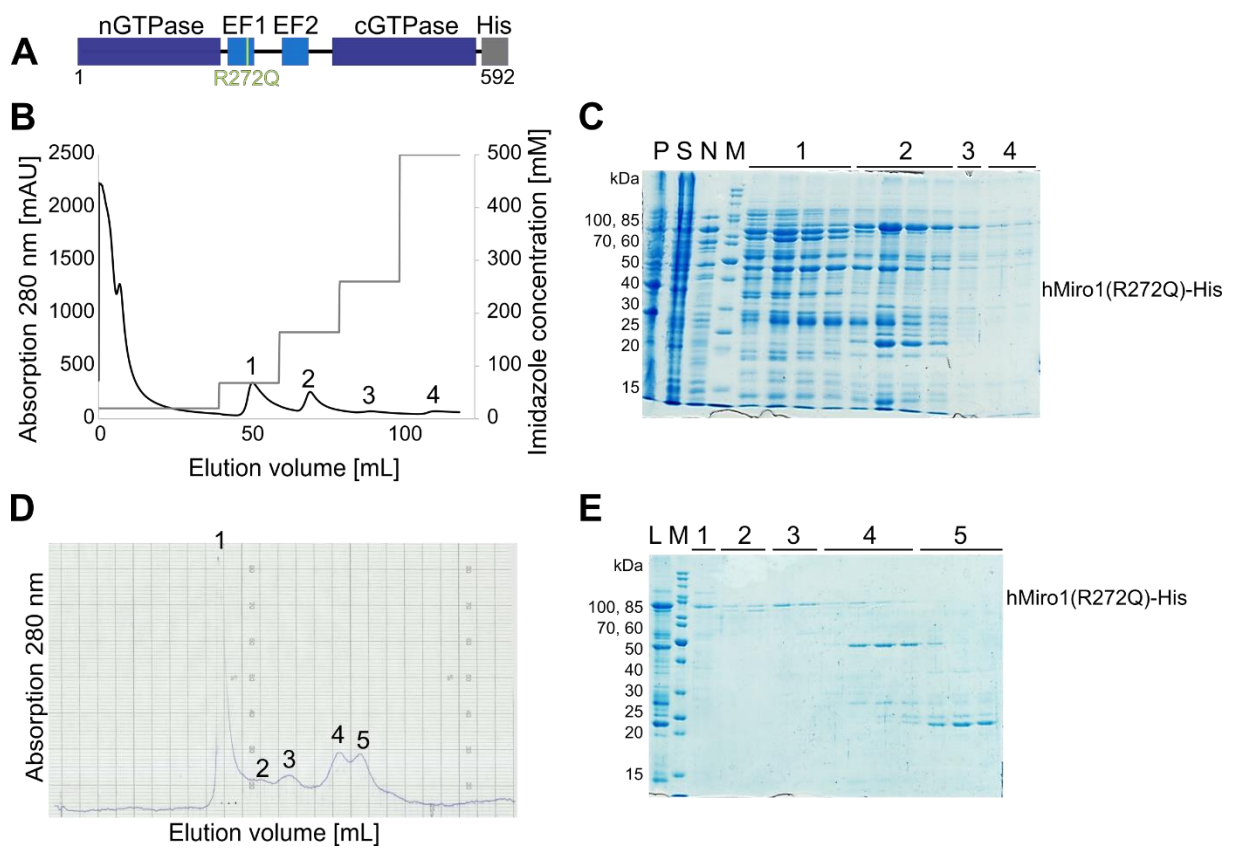 A
nGTPase EF1 EF2 cGTPase His
1 R272Q 592
B
Absorption 280 nm [mAU]
2500
2000
1500
1000
500
0
0 50 100
Elution volume [mL]
1 2 3 4
500
400
300
200
100
0
Imidazole concentration [mM]
C
P S N M 1 2 3 4
kDa
100, 85
70, 60
50
40
30
25
20
15
hMiro1(R272Q)-His
D
Absorption 280 nm
1
2 3 4 5
Elution volume [mL]
E
L M 1 2 3 4 5
kDa
100, 85
70, 60
50
40
30
25
20
15
hMiro1(R272Q)-His